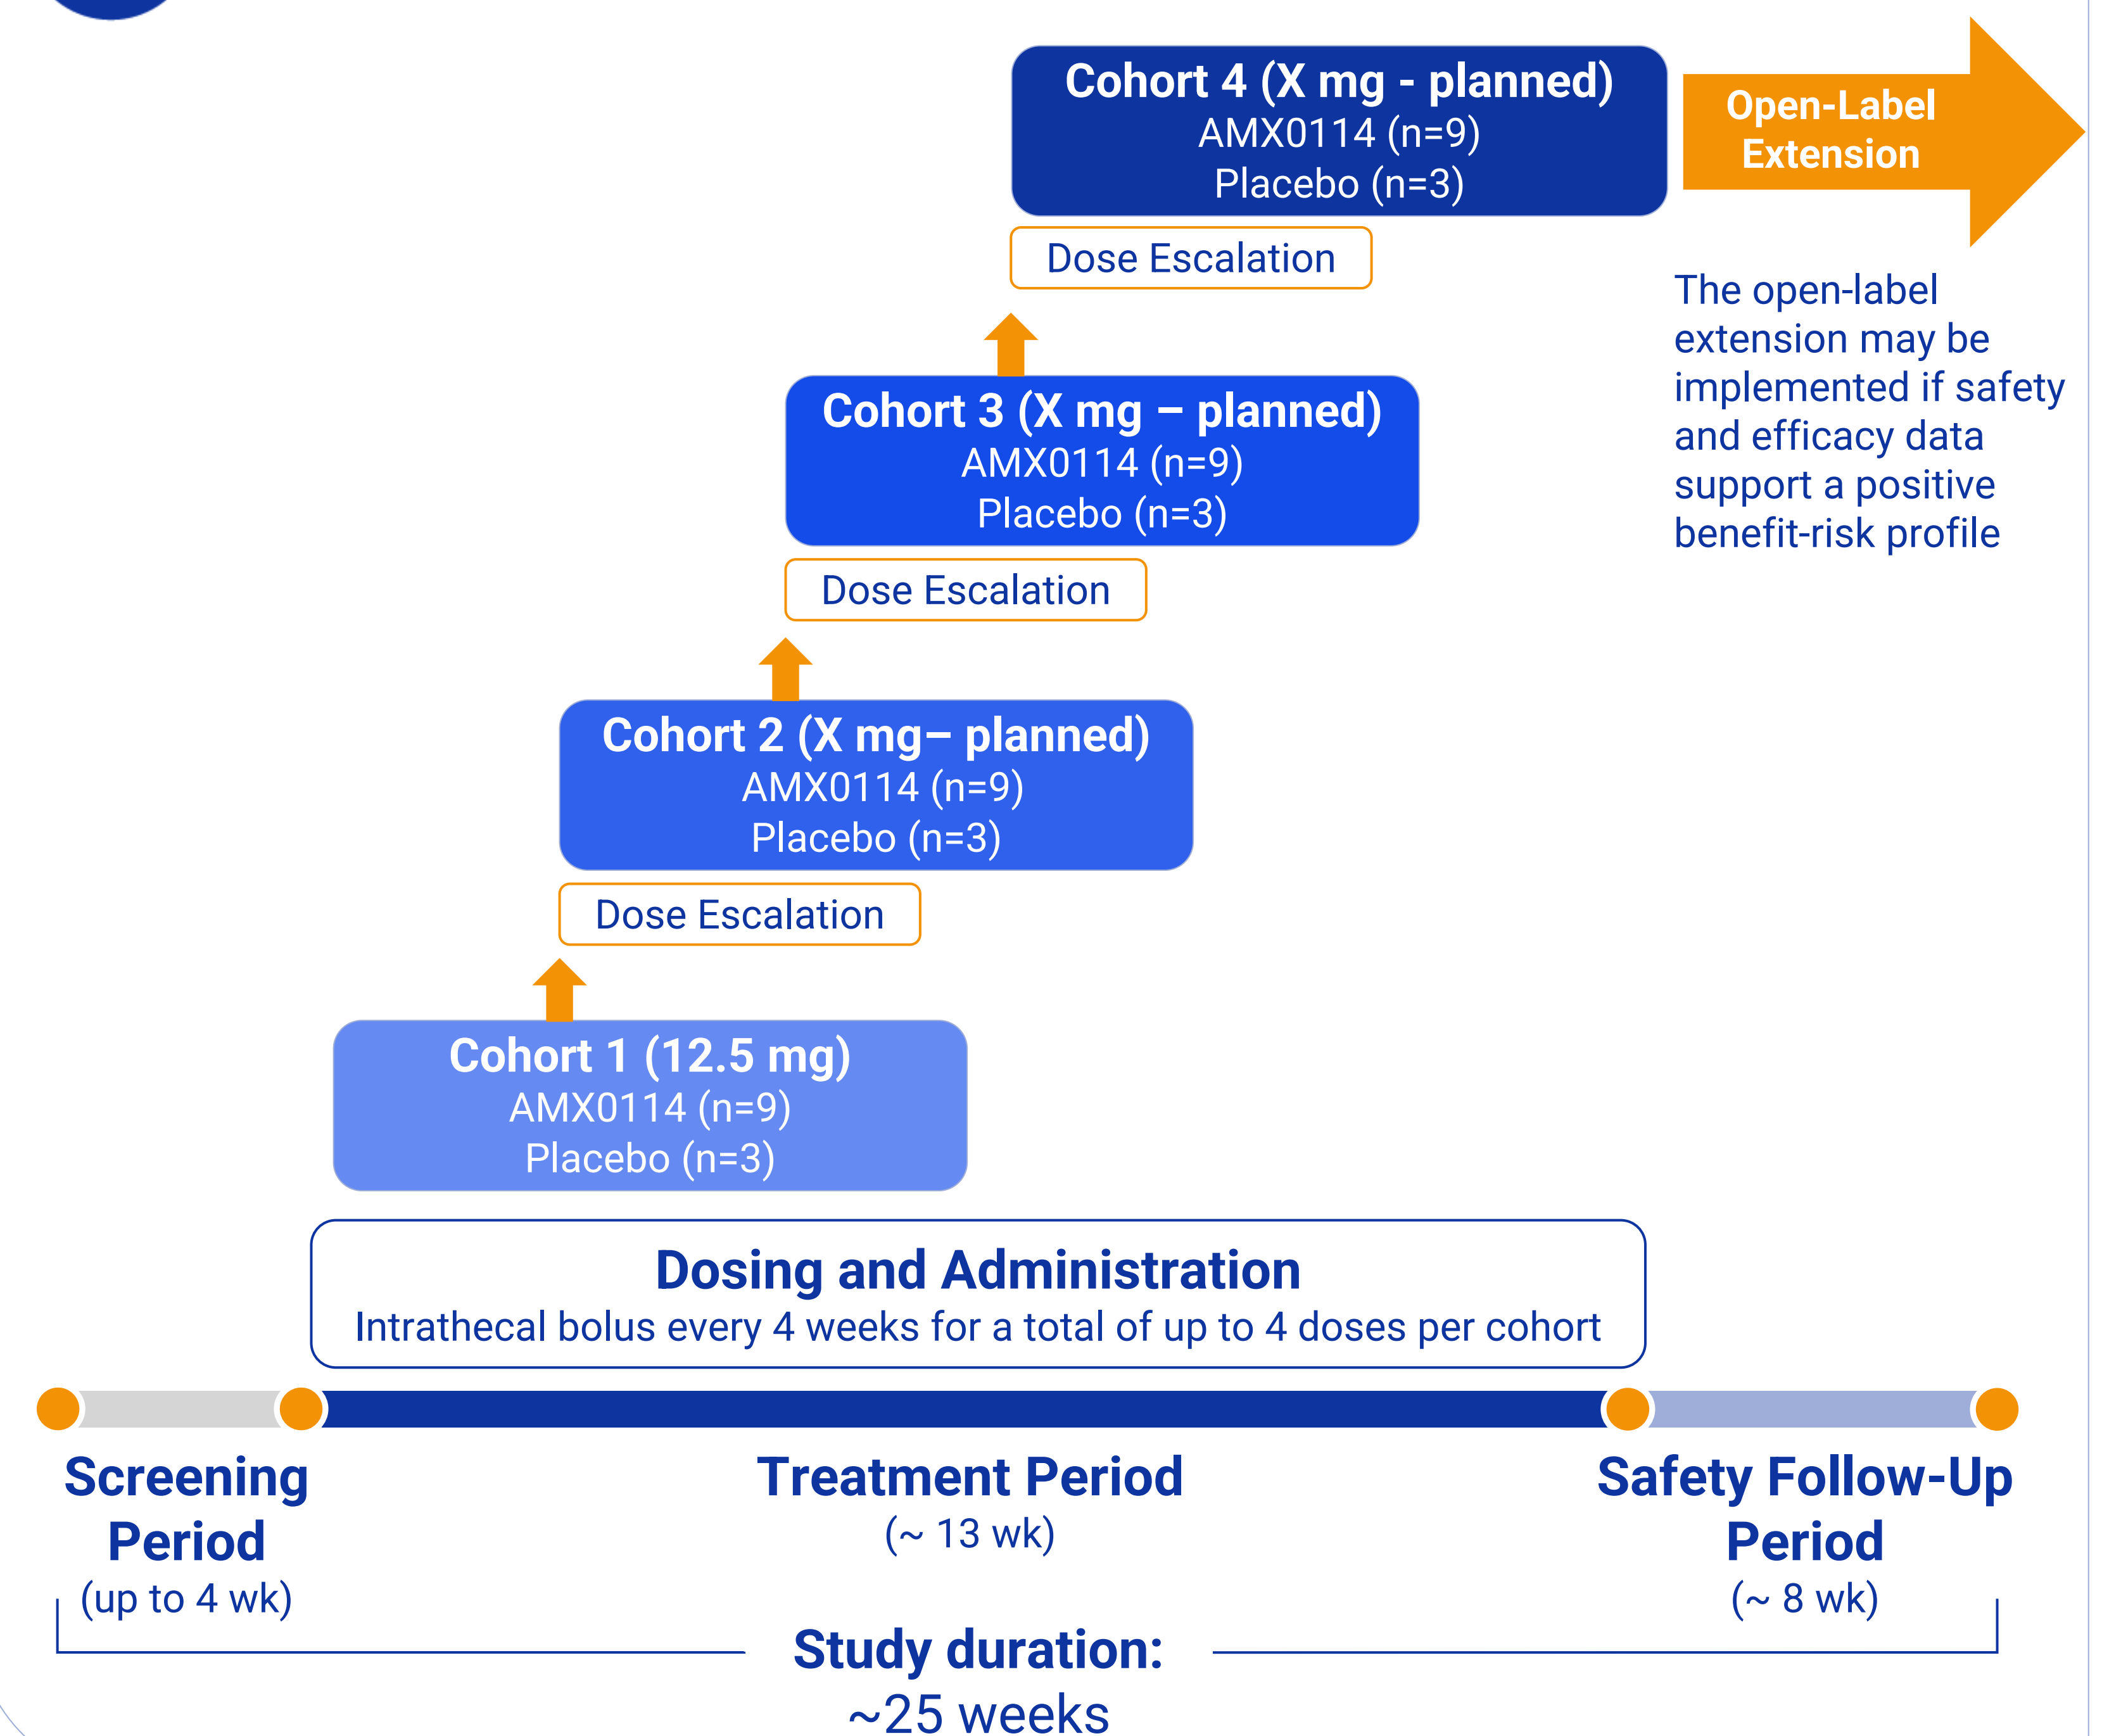 Cohort 4 (X mg - planned)
AMX0114 (n=9)
Placebo (n=3)
Open-Label
Extension
Dose Escalation
The open-label
extension may be
implemented if safety
and efficacy data
support a positive
benefit-risk profile
Cohort 3 (X mg – planned)
AMX0114 (n=9)
Placebo (n=3)
Dose Escalation
Cohort 2 (X mg– planned)
AMX0114 (n=9)
Placebo (n=3)
Dose Escalation
Cohort 1 (12.5 mg)
AMX0114 (n=9)
Placebo (n=3)
Dosing and Administration
Intrathecal bolus every 4 weeks for a total of up to 4 doses per cohort
Screening
Period
(up to 4 wk)
Treatment Period
(~ 13 wk)
Safety Follow-Up
Period
(~ 8 wk)
Study duration:
~25 weeks